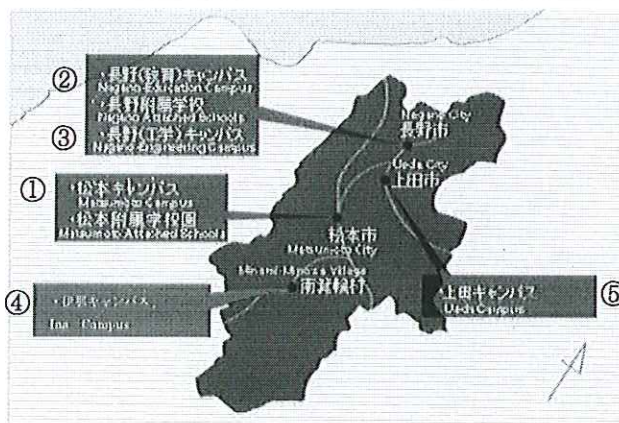 ②
・長野(教育)キャンパス
Nagano-Education Campus
・長野附属学校
Nagano Attached Schools
③
・長野(工学)キャンパス
Nagano-Engineering Campus
Nagano City
長野市
Ueda City
上田市
①
・松本キャンパス
Matsumoto Campus
・松本附属学校園
Matsumoto Attached Schools
松本市
Matsumoto City
Minami-Minowa Village
南箕輪村
④
・伊那キャンパス
Ina Campus
・上田キャンパス
Ueda Campus
⑤